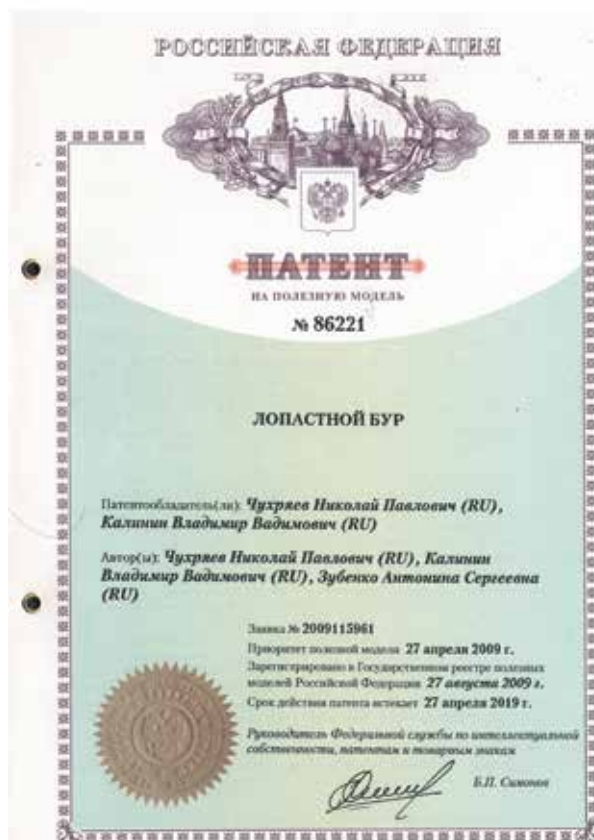 РОССИЙСКАЯ ФЕДЕРАЦИЯ
ПАТЕНТ
НА ПОЛЕЗНУЮ МОДЕЛЬ
№ 86221
ЛОПАСТНОЙ БУР
Патентообладатель(ли): Чухряев Николай Павлович (RU),
Калинин Владимир Вадимович (RU)
Автор(ы): Чухряев Николай Павлович (RU), Калинин
Владимир Вадимович (RU), Зубенко Антонина Сергеевна
(RU)
Заявка № 2009115961
Приоритет полезной модели 27 апреля 2009 г.
Зарегистрировано в Государственном реестре полезных
моделей Российской Федерации 27 августа 2009 г.
Срок действия патента истекает 27 апреля 2019 г.
Руководитель Федеральной службы по интеллектуальной
собственности, патентам и товарным знакам
Б.П. Симонов